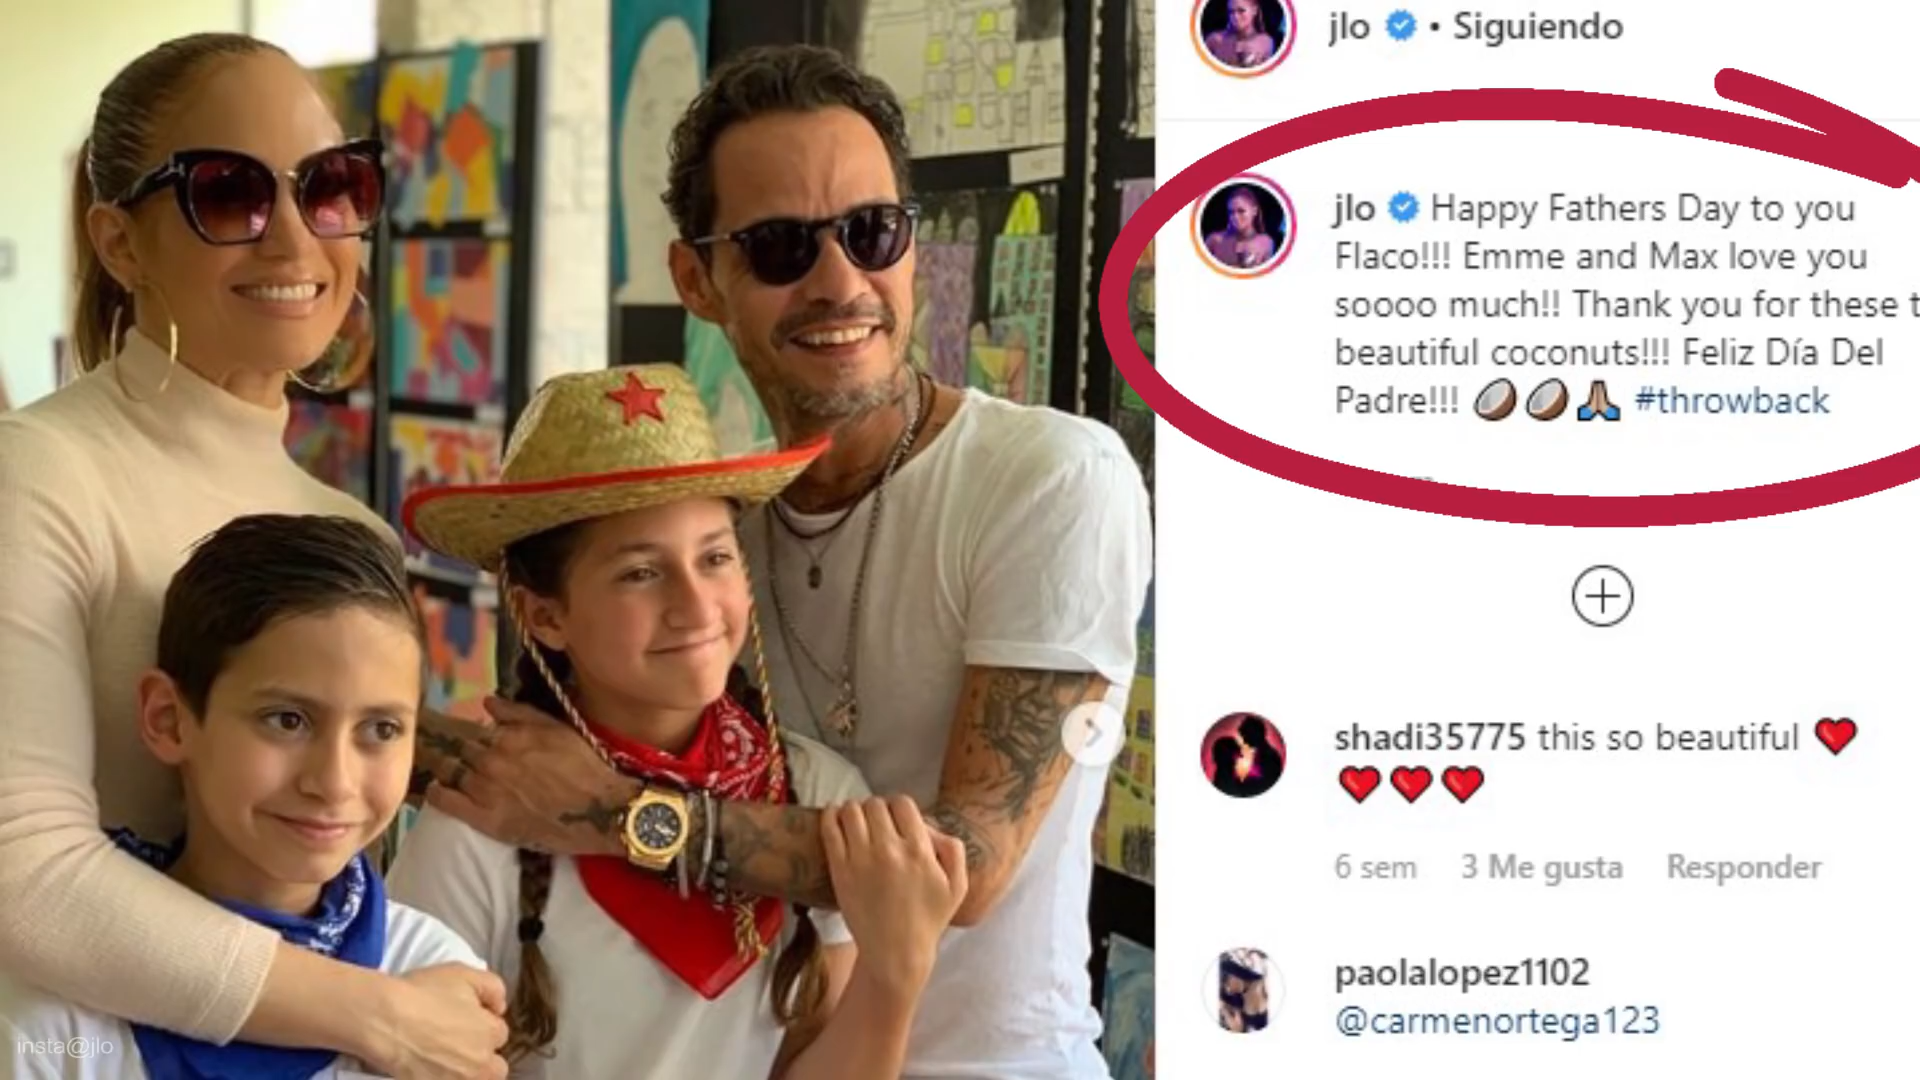 jlo • Siguiendo
jlo Happy Fathers Day to you
Flaco!!! Emme and Max love you
soooo much!! Thank you for these
beautiful coconuts!!! Feliz Día Del
Padre!!! 🥥🥥🙏🏽 #throwback
shadi35775 this so beautiful ❤️
❤️❤️❤️
6 sem 3 Me gusta Responder
paolalopez1102
@carmenortega123
insta@jlo